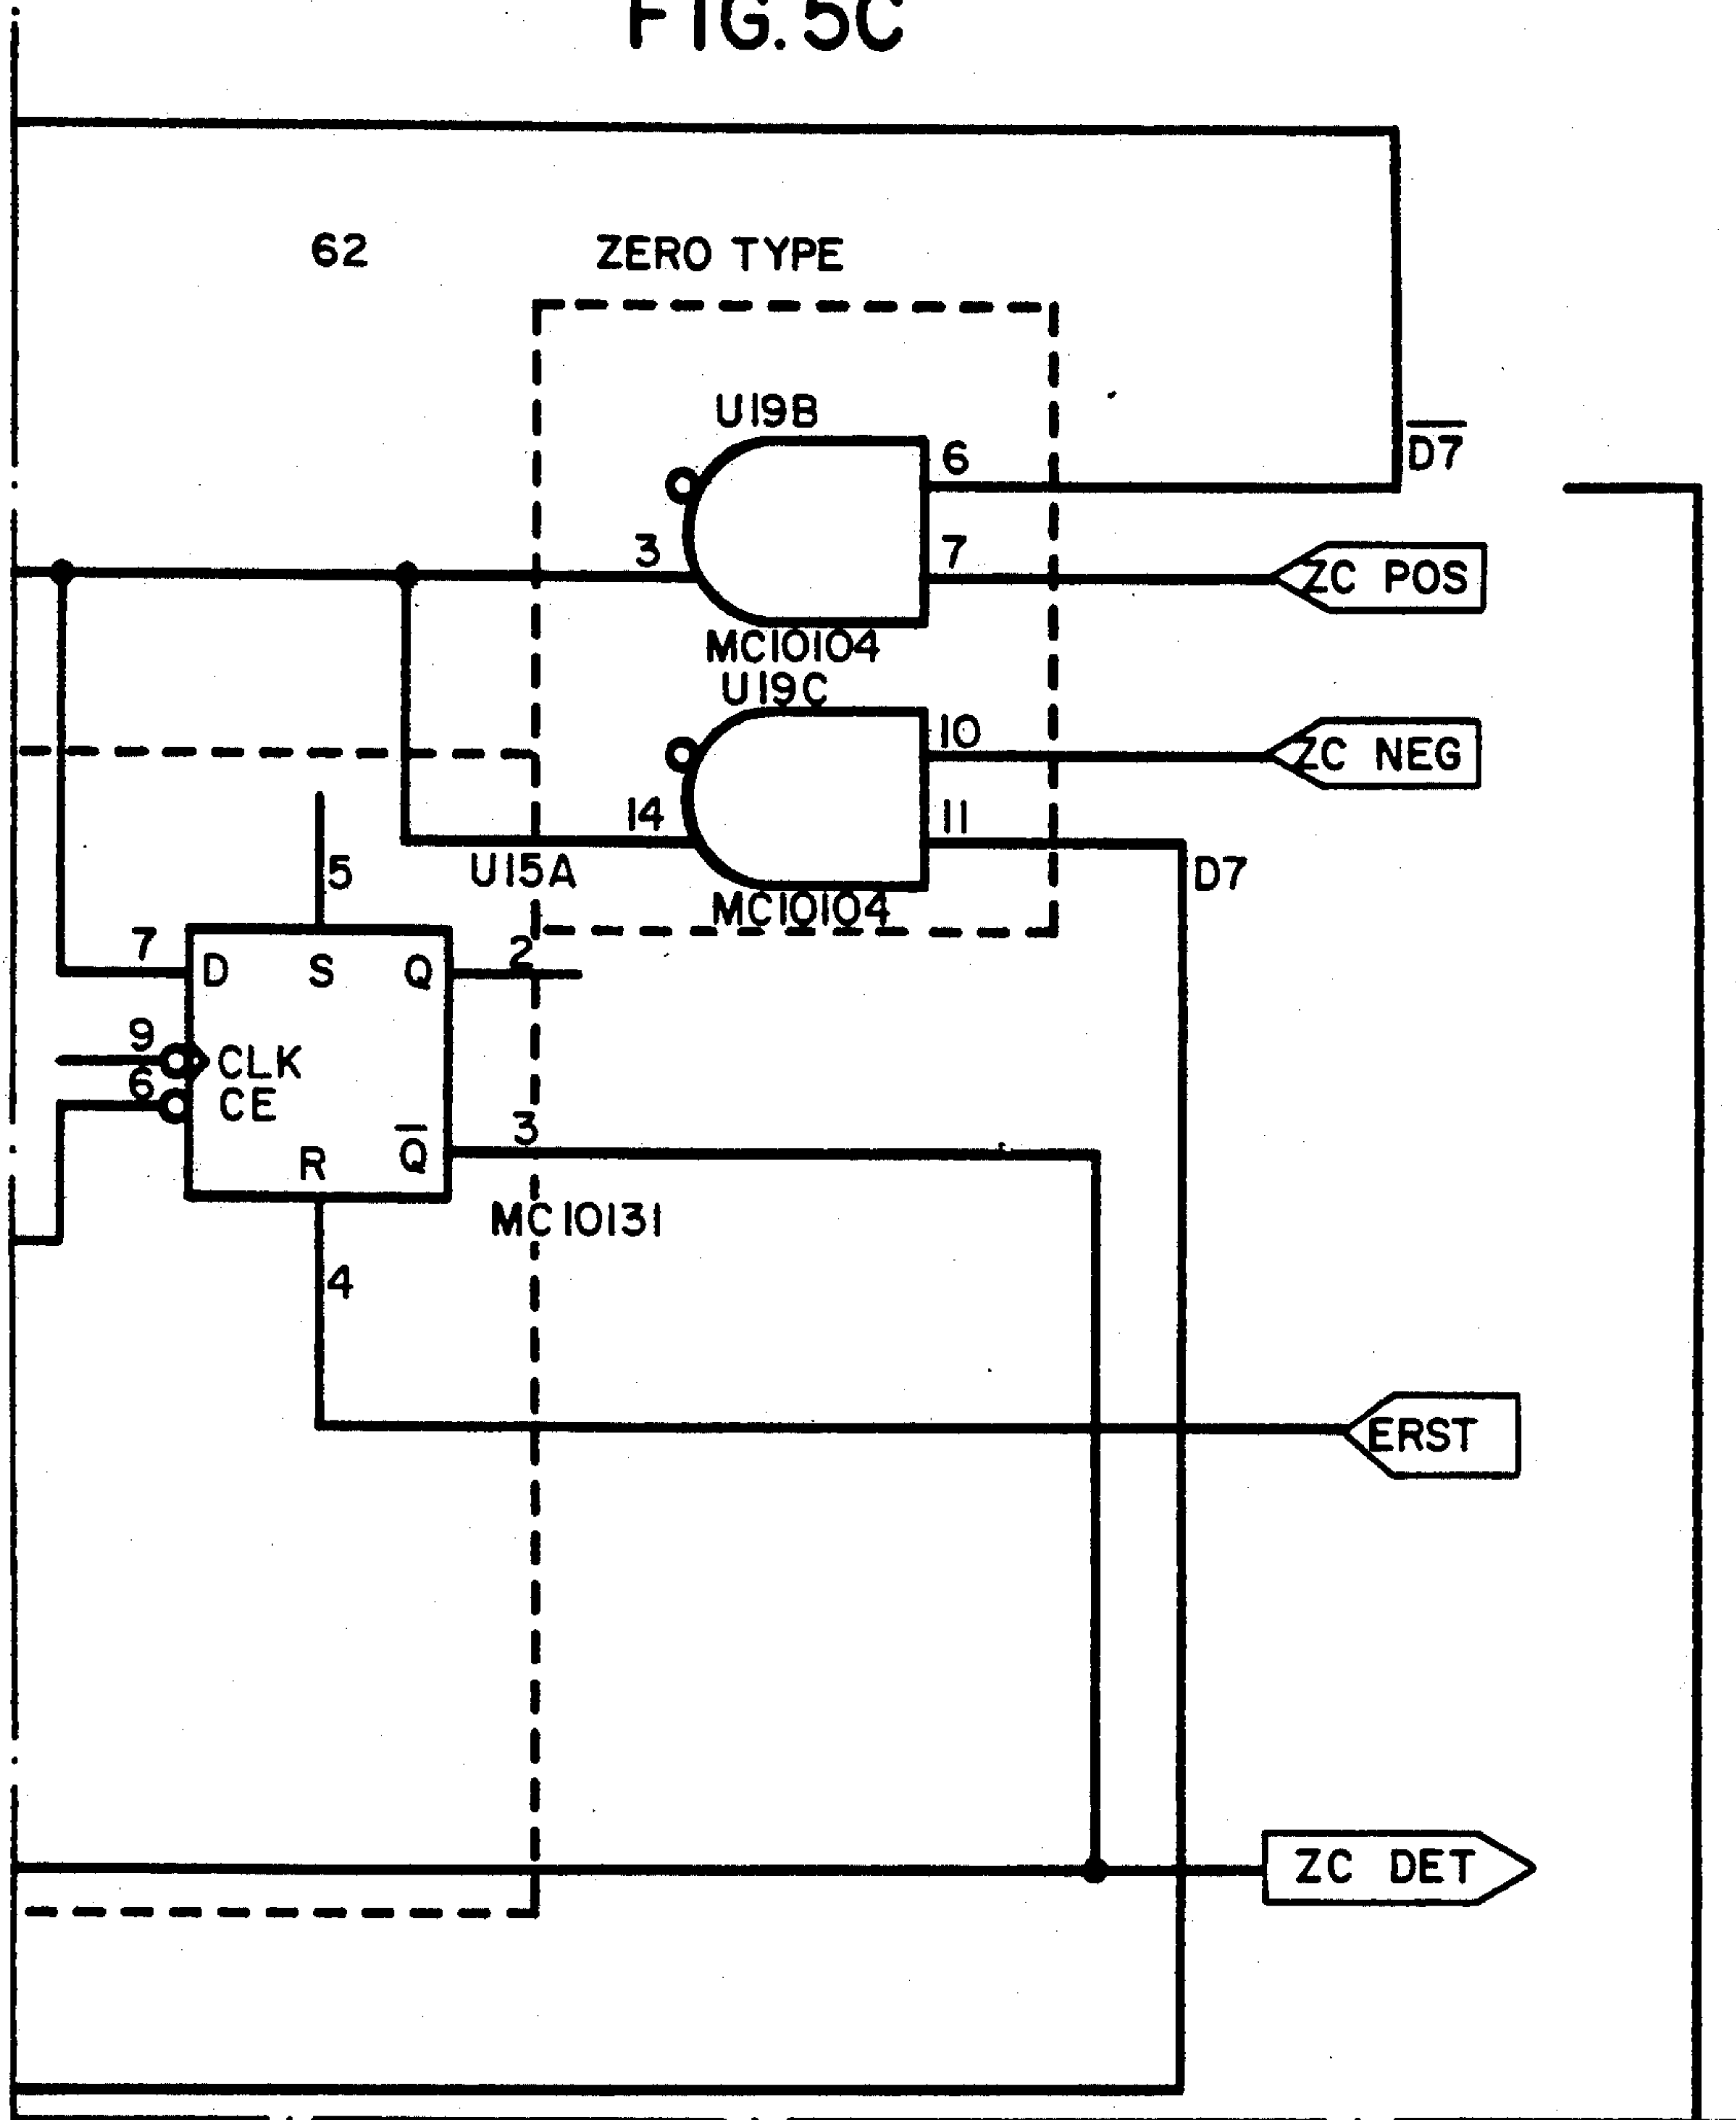 FIG. 5C
62
ZERO TYPE
U19B
6
D7
3
7
ZC POS
MC10104
U19C
10
ZC NEG
14
11
5
U15A
D7
MC10104
7
2
D S Q
9
CLK
6
CE
3
R Q
MC10131
4
ERST
ZC DET